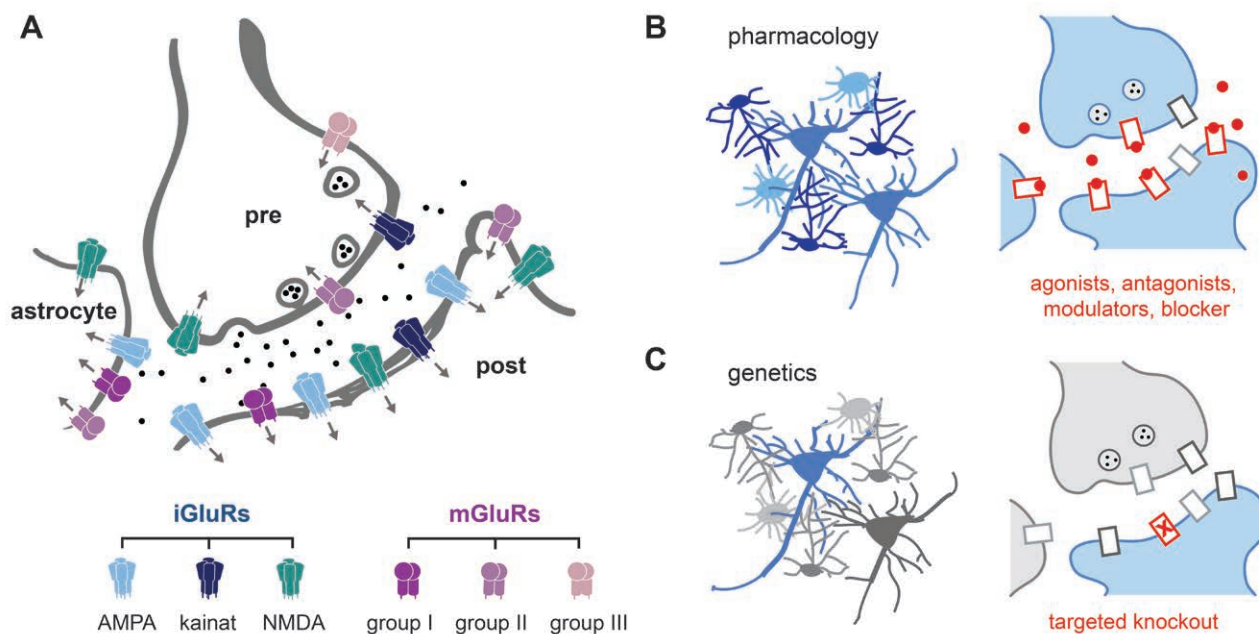 A
pre
astrocyte
post
iGluRs
mGluRs
AMPA
kainat
NMDA
group I
group II
group III
B
pharmacology
agonists, antagonists,
modulators, blocker
C
genetics
targeted knockout